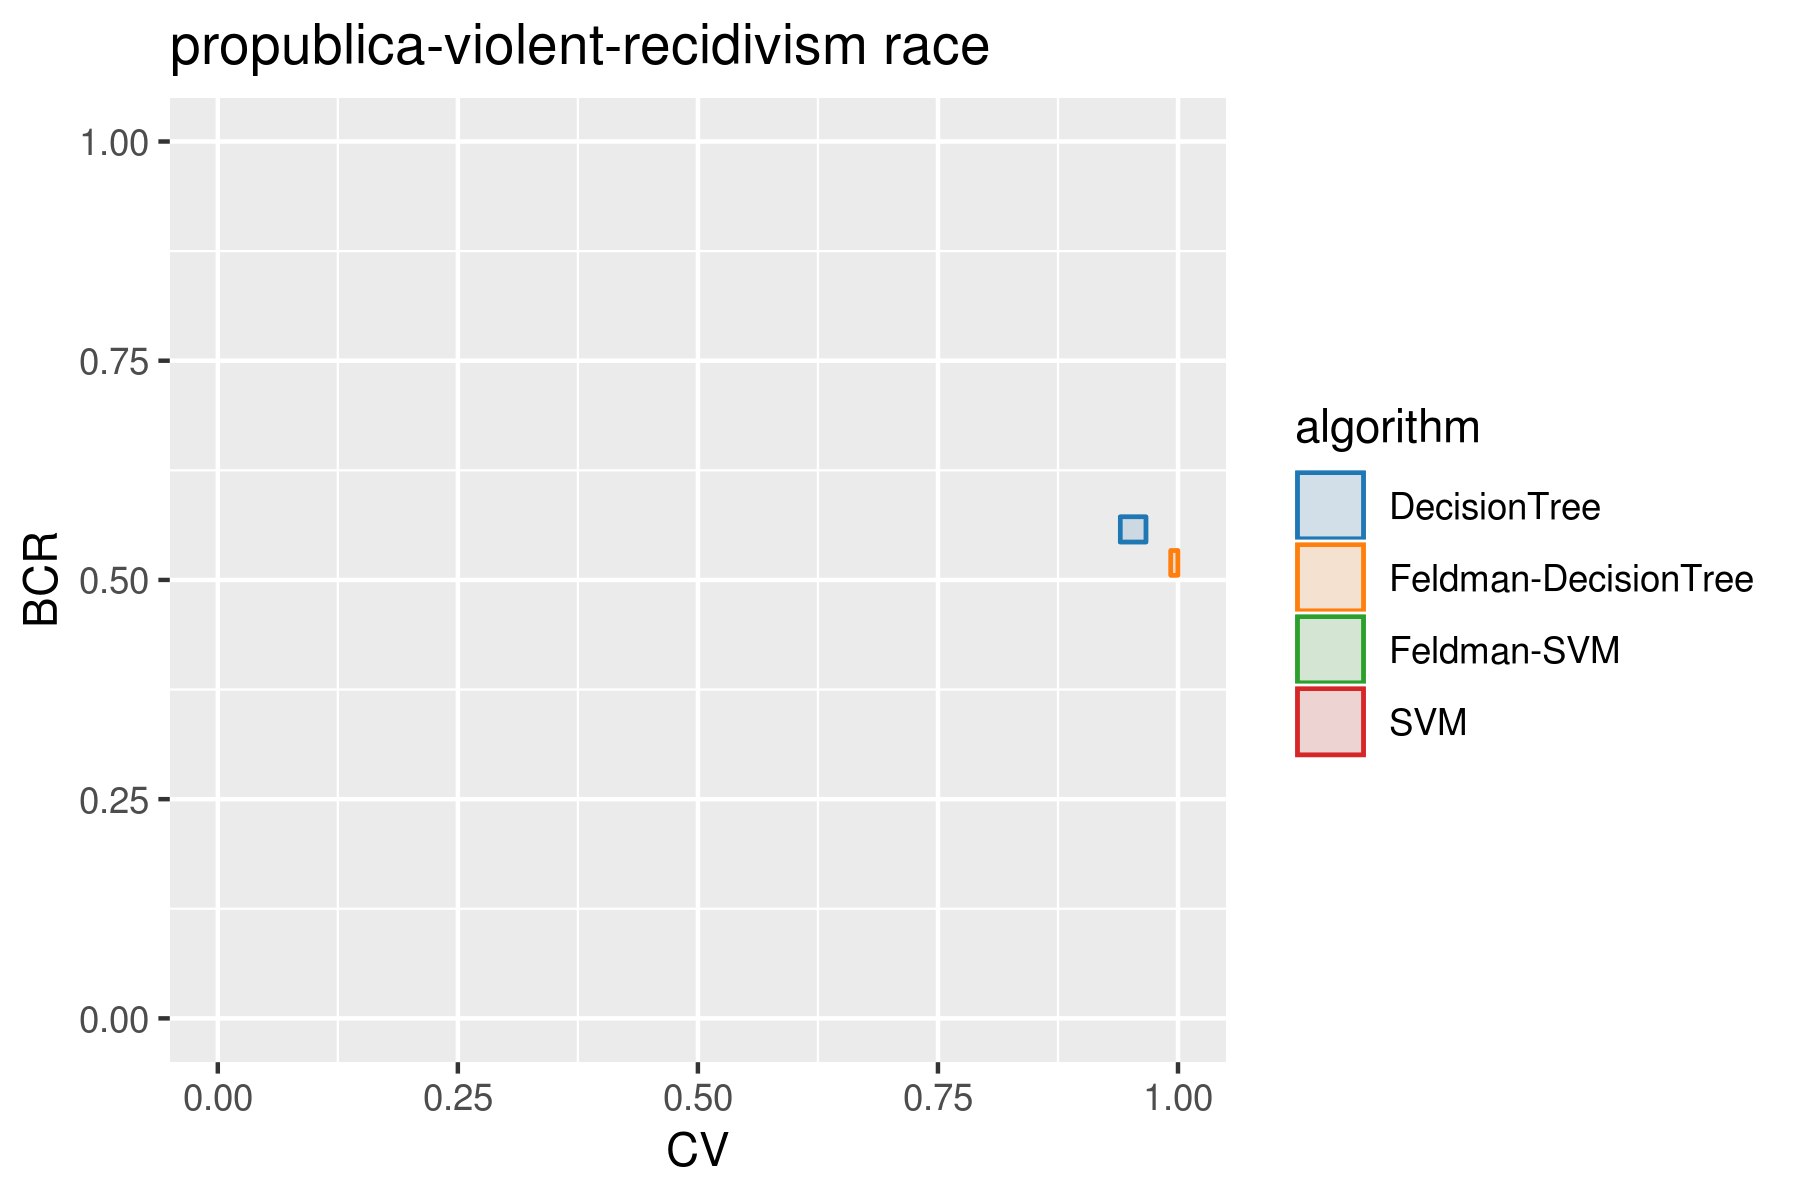 propublica-violent-recidivism race
1.00
0.75
0.50
0.25
0.00
BCR
0.00 0.25 0.50 0.75 1.00
CV
algorithm
DecisionTree
Feldman-DecisionTree
Feldman-SVM
SVM